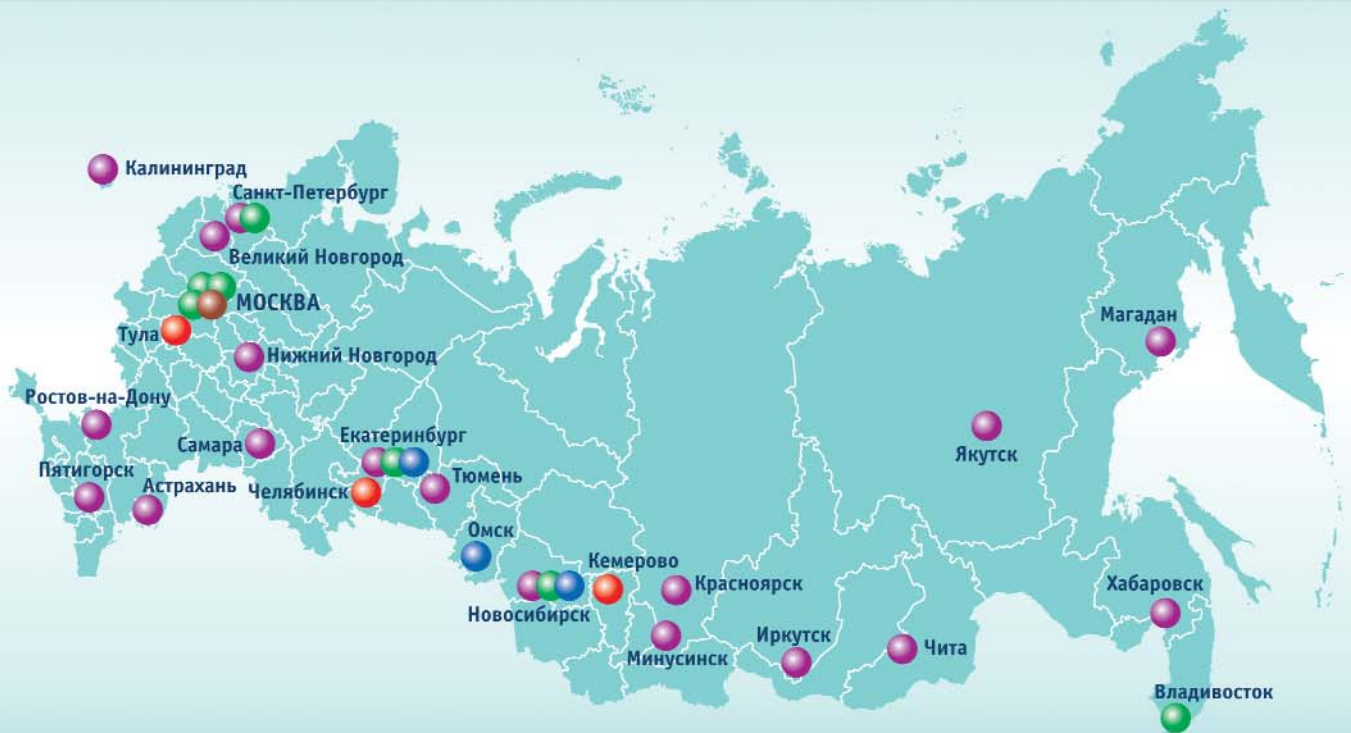 Калининград
Санкт-Петербург
Великий Новгород
МОСКВА
Тула
Нижний Новгород
Магадан
Ростов-на-Дону
Самара
Екатеринбург
Якутск
Пятигорск
Астрахань
Челябинск
Тюмень
Омск
Кемерово
Красноярск
Хабаровск
Новосибирск
Минусинск
Иркутск
Чита
Владивосток